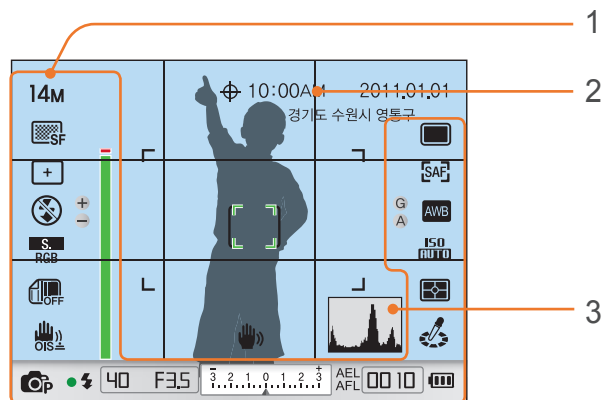 1
14M
10:00AM 2011.01.01
2
경기도 수원시 영통구
SF
SAF
+
G
A
AWB
S.
RGB
ISO
AUTO
OFF
OIS
3
P
40 F3.5
3 2 1 0 1 2 3
AEL
AFL
0010